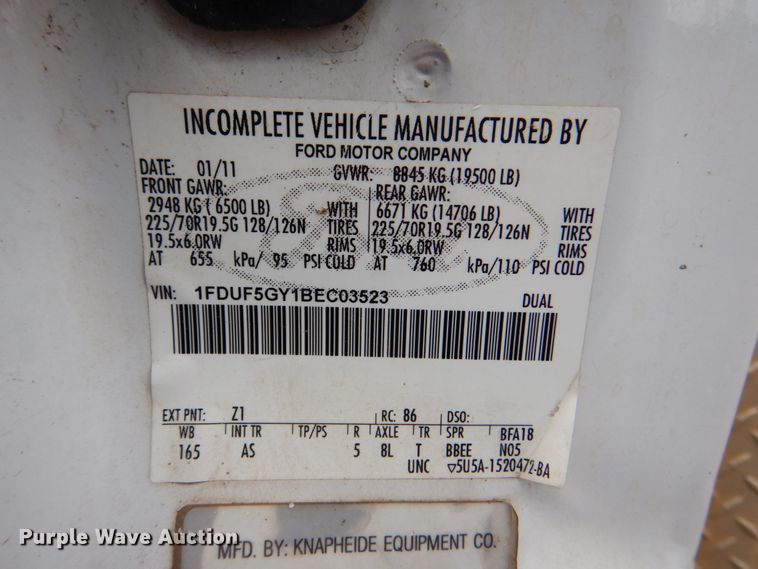 INCOMPLETE VEHICLE MANUFACTURED BY
FORD MOTOR COMPANY
DATE: 01/11 GVWR: 8845 KG (19500 LB)
FRONT GAWR: REAR GAWR:
2948 KG ( 6500 LB) WITH 6671 KG (14706 LB) WITH
225/70R19.5G 128/126N TIRES 225/70R19.5G 128/126N TIRES
19.5x6.0RW RIMS 19.5x6.0RW RIMS
AT 655 kPa/ 95 PSI COLD AT 760 kPa/110 PSI COLD
VIN: 1FDUF5GY1BEC03523 DUAL
EXT PNT: Z1 RC: 86 DSO:
WB INT TR TP/PS R AXLE TR SPR BFA18
165 AS 5 8L T BBEE N05
UNC ▽5U5A-1520472-BA
Purple Wave Auction
MFD. BY: KNAPHEIDE EQUIPMENT CO.
PurpleWave.com